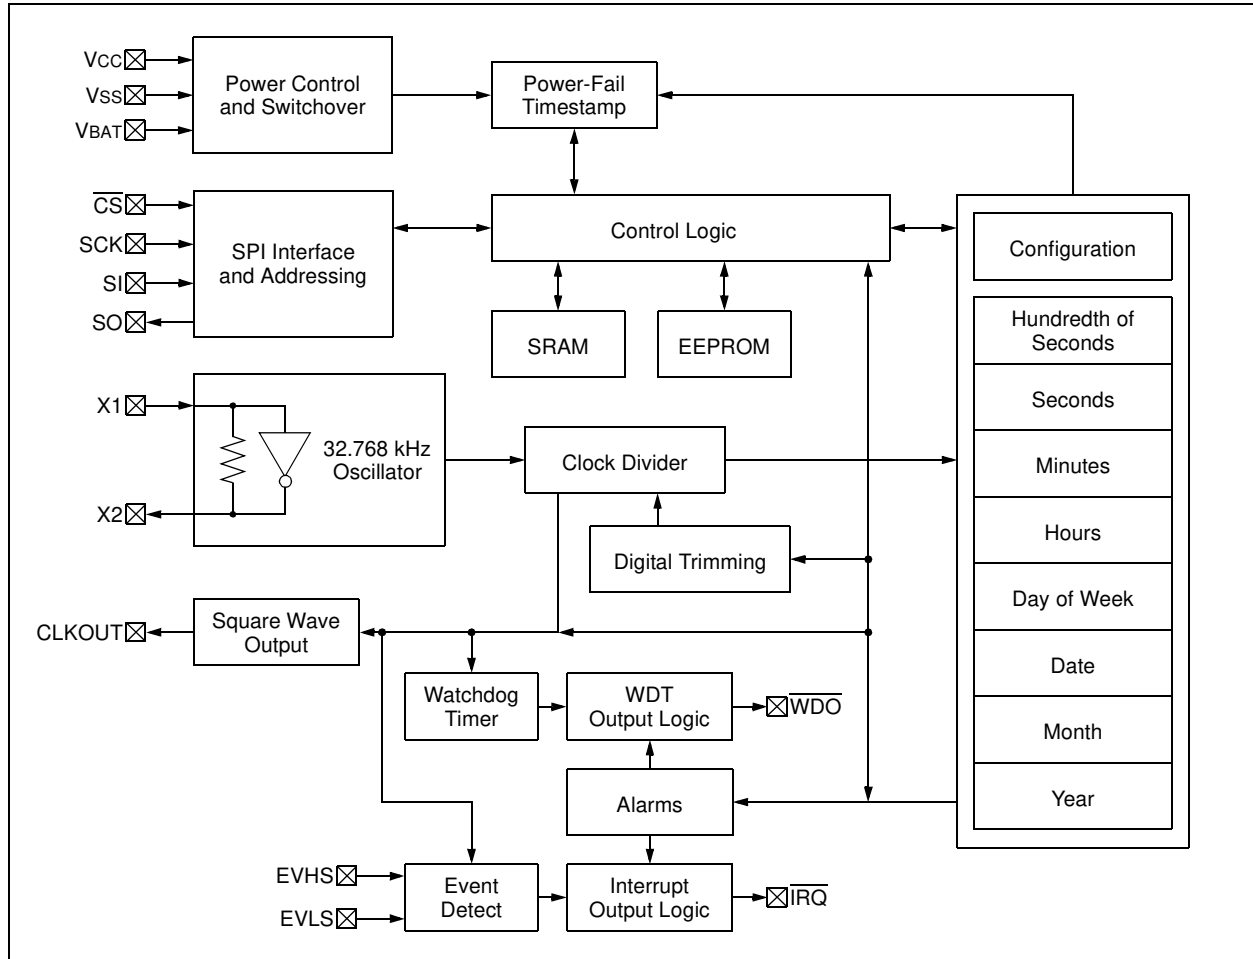 VCC
VSS
VBAT
Power Control
and Switchover
Power-Fail
Timestamp
CS
SCK
SI
SO
SPI Interface
and Addressing
Control Logic
SRAM
EEPROM
Configuration
Hundredth of
Seconds
Seconds
Minutes
Hours
Day of Week
Date
Month
Year
X1
X2
32.768 kHz
Oscillator
Clock Divider
Digital Trimming
CLKOUT
Square Wave
Output
Watchdog
Timer
WDT
Output Logic
WDO
Alarms
EVHS
EVLS
Event
Detect
Interrupt
Output Logic
IRQ